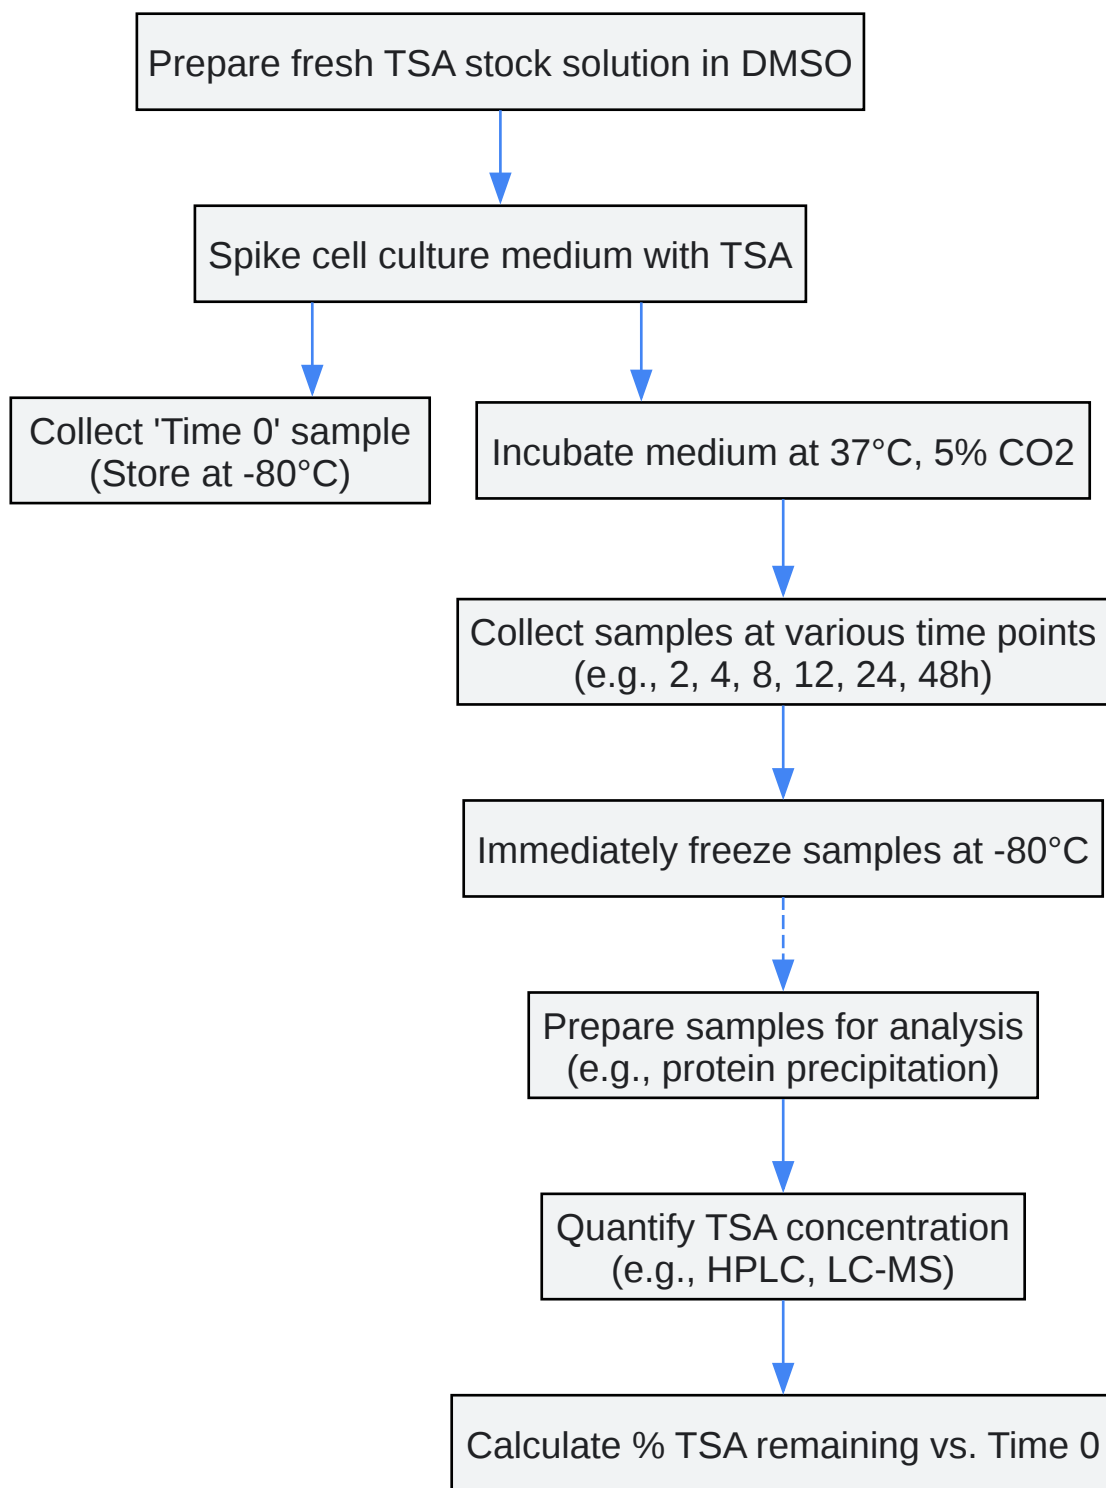 Prepare fresh TSA stock solution in DMSO
Spike cell culture medium with TSA
Collect 'Time 0' sample
(Store at -80°C)
Incubate medium at 37°C, 5% CO2
Collect samples at various time points
(e.g., 2, 4, 8, 12, 24, 48h)
Immediately freeze samples at -80°C
Prepare samples for analysis
(e.g., protein precipitation)
Quantify TSA concentration
(e.g., HPLC, LC-MS)
Calculate % TSA remaining vs. Time 0